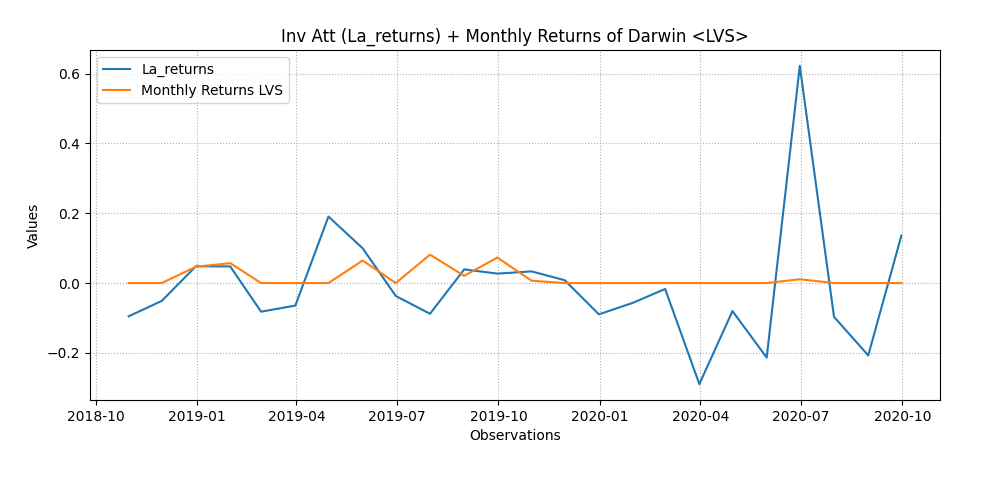 Inv Att (La_returns) + Monthly Returns of Darwin <LVS>
La_returns
Monthly Returns LVS
0.6
0.4
0.2
0.0
−0.2
Values
2018-10 2019-01 2019-04 2019-07 2019-10 2020-01 2020-04 2020-07 2020-10
Observations